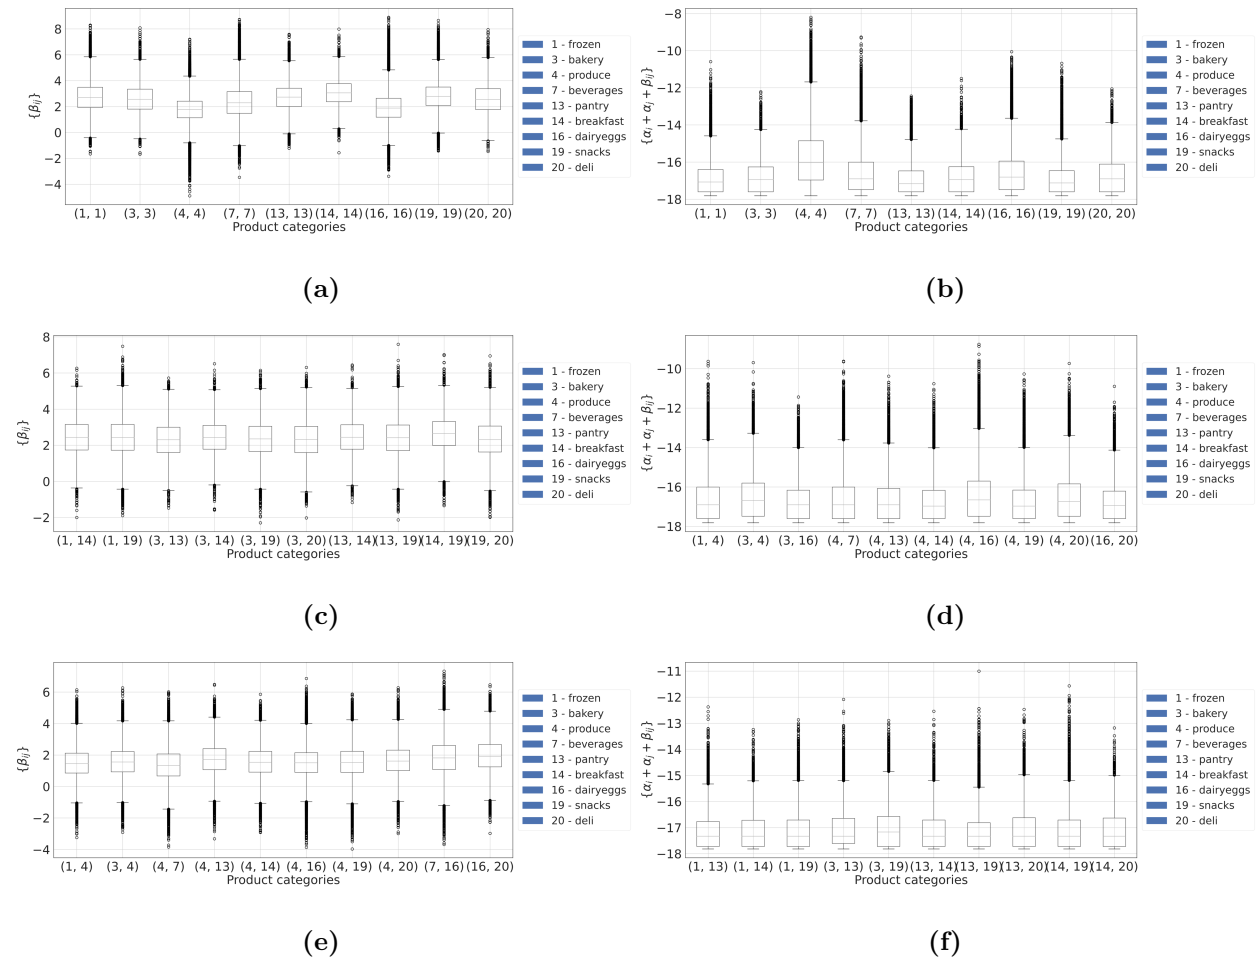 8
6
4
2
0
−2
−4
{β_ij}
(1, 1) (3, 3) (4, 4) (7, 7) (13, 13) (14, 14) (16, 16) (19, 19) (20, 20)
Product categories
1 - frozen
3 - bakery
4 - produce
7 - beverages
13 - pantry
14 - breakfast
16 - dairyeggs
19 - snacks
20 - deli
(a)
−8
−10
−12
−14
−16
−18
{α_i + α_j + β_ij}
(1, 1) (3, 3) (4, 4) (7, 7) (13, 13) (14, 14) (16, 16) (19, 19) (20, 20)
Product categories
1 - frozen
3 - bakery
4 - produce
7 - beverages
13 - pantry
14 - breakfast
16 - dairyeggs
19 - snacks
20 - deli
(b)
8
6
4
2
0
−2
{β_ij}
(1, 14) (1, 19) (3, 13) (3, 14) (3, 19) (3, 20) (13, 14) (13, 19) (14, 19) (19, 20)
Product categories
1 - frozen
3 - bakery
4 - produce
7 - beverages
13 - pantry
14 - breakfast
16 - dairyeggs
19 - snacks
20 - deli
(c)
−10
−12
−14
−16
−18
{α_i + α_j + β_ij}
(1, 4) (3, 4) (3, 16) (4, 7) (4, 13) (4, 14) (4, 16) (4, 19) (4, 20) (16, 20)
Product categories
1 - frozen
3 - bakery
4 - produce
7 - beverages
13 - pantry
14 - breakfast
16 - dairyeggs
19 - snacks
20 - deli
(d)
6
4
2
0
−2
−4
{β_ij}
(1, 4) (3, 4) (4, 7) (4, 13) (4, 14) (4, 16) (4, 19) (4, 20) (7, 16) (16, 20)
Product categories
1 - frozen
3 - bakery
4 - produce
7 - beverages
13 - pantry
14 - breakfast
16 - dairyeggs
19 - snacks
20 - deli
(e)
−11
−12
−13
−14
−15
−16
−17
−18
{α_i + α_j + β_ij}
(1, 13) (1, 14) (1, 19) (3, 13) (3, 19) (13, 14) (13, 19) (13, 20) (14, 19) (14, 20)
Product categories
1 - frozen
3 - bakery
4 - produce
7 - beverages
13 - pantry
14 - breakfast
16 - dairyeggs
19 - snacks
20 - deli
(f)